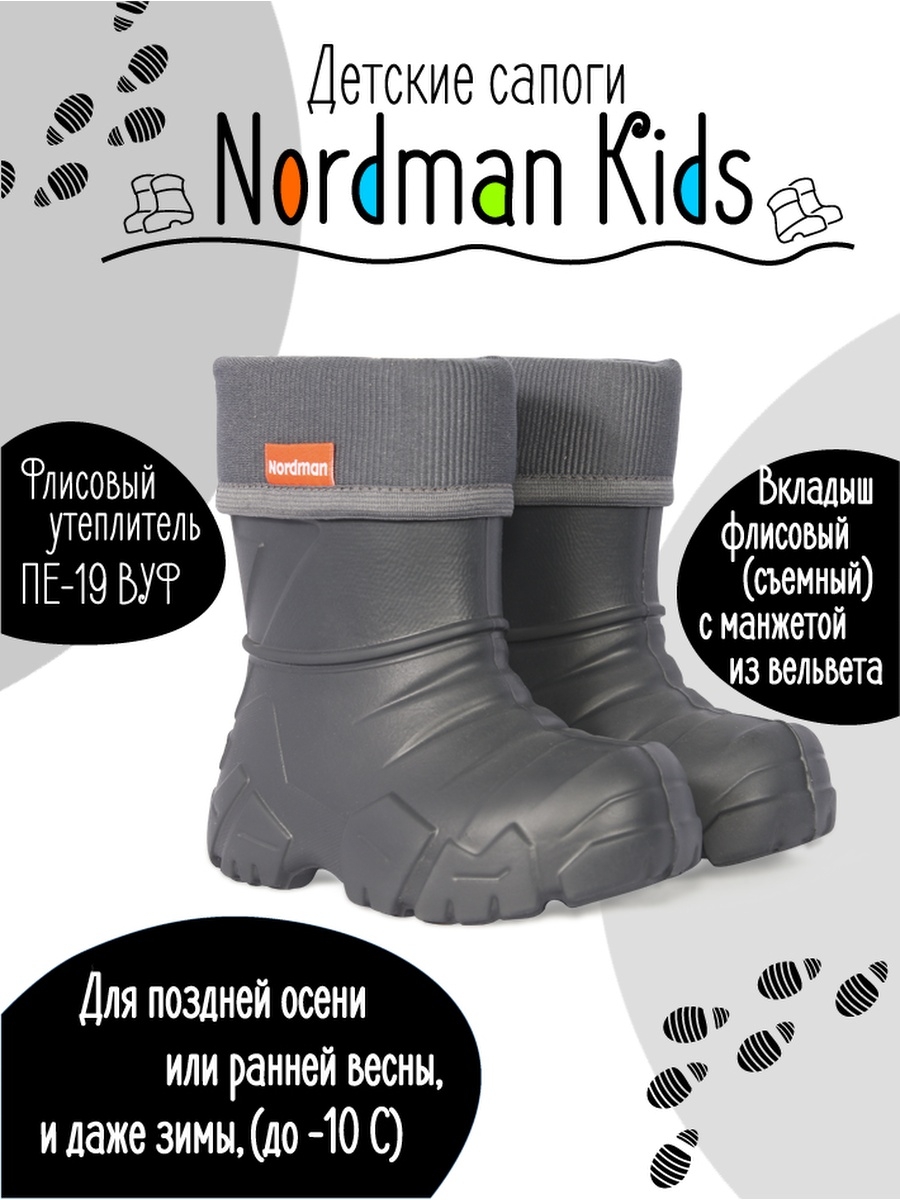 Детские сапоги
Nordman Kids
Nordman
Флисовый
утеплитель
ПЕ-19 ВУФ
Вкладыш
флисовый
(съемный)
с манжетой
из вельвета
Для поздней осени
или ранней весны,
и даже зимы, (до -10 С)